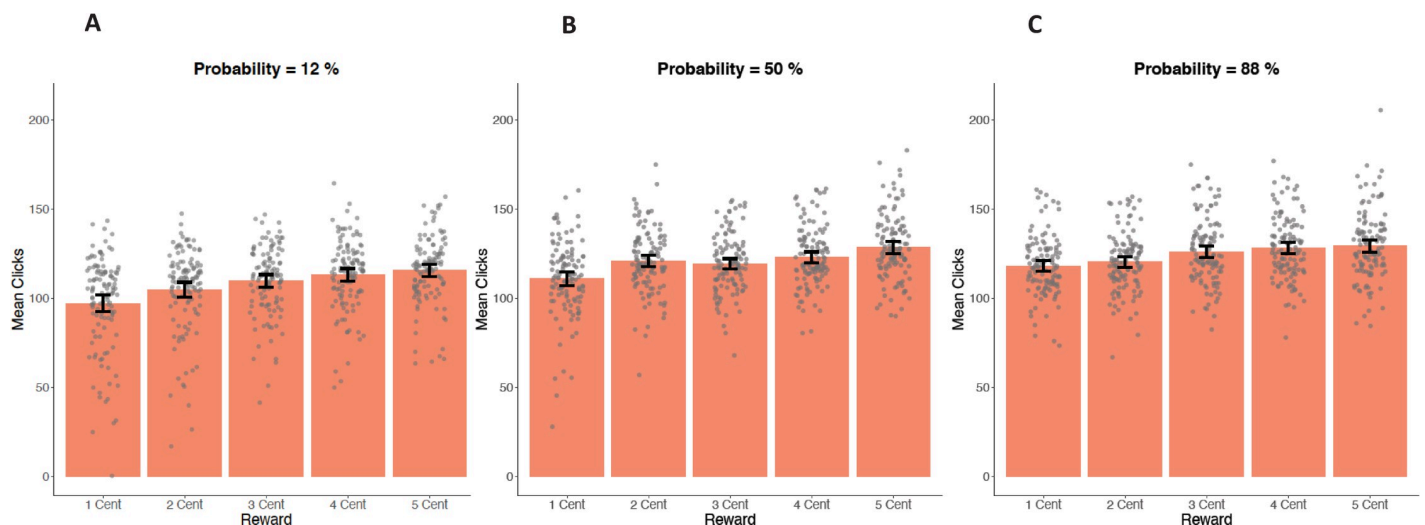 A
Probability = 12 %
Mean Clicks
200
150
100
50
0
1 Cent 2 Cent 3 Cent 4 Cent 5 Cent
Reward
B
Probability = 50 %
Mean Clicks
200
150
100
50
0
1 Cent 2 Cent 3 Cent 4 Cent 5 Cent
Reward
C
Probability = 88 %
Mean Clicks
200
150
100
50
0
1 Cent 2 Cent 3 Cent 4 Cent 5 Cent
Reward